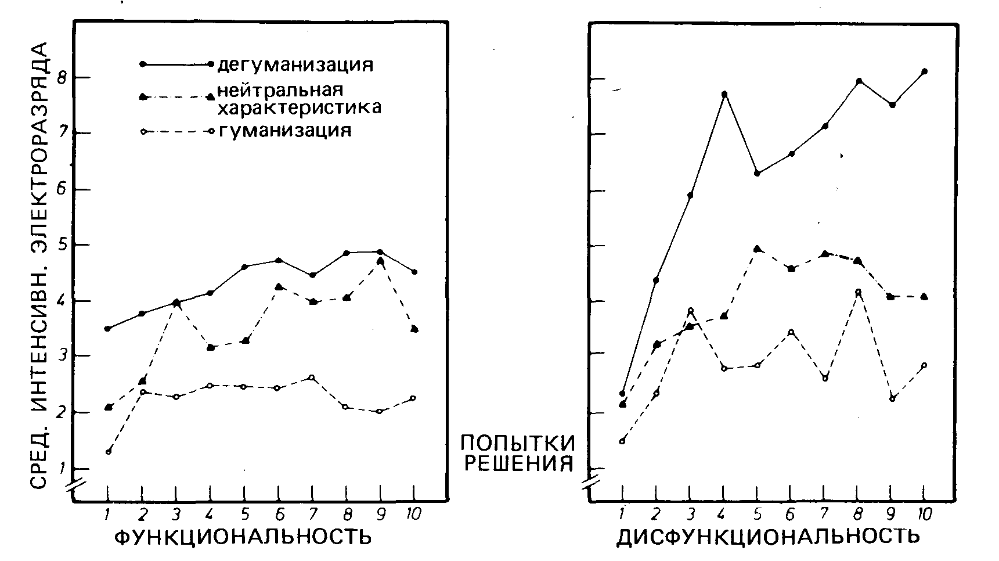 СРЕД. ИНТЕНСИВН. ЭЛЕКТРОРАЗРЯДА
дегуманизация
нейтральная
характеристика
гуманизация
8
7
6
5
4
3
2
1
1 2 3 4 5 6 7 8 9 10
ФУНКЦИОНАЛЬНОСТЬ
ПОПЫТКИ
РЕШЕНИЯ
1 2 3 4 5 6 7 8 9 10
ДИСФУНКЦИОНАЛЬНОСТЬ